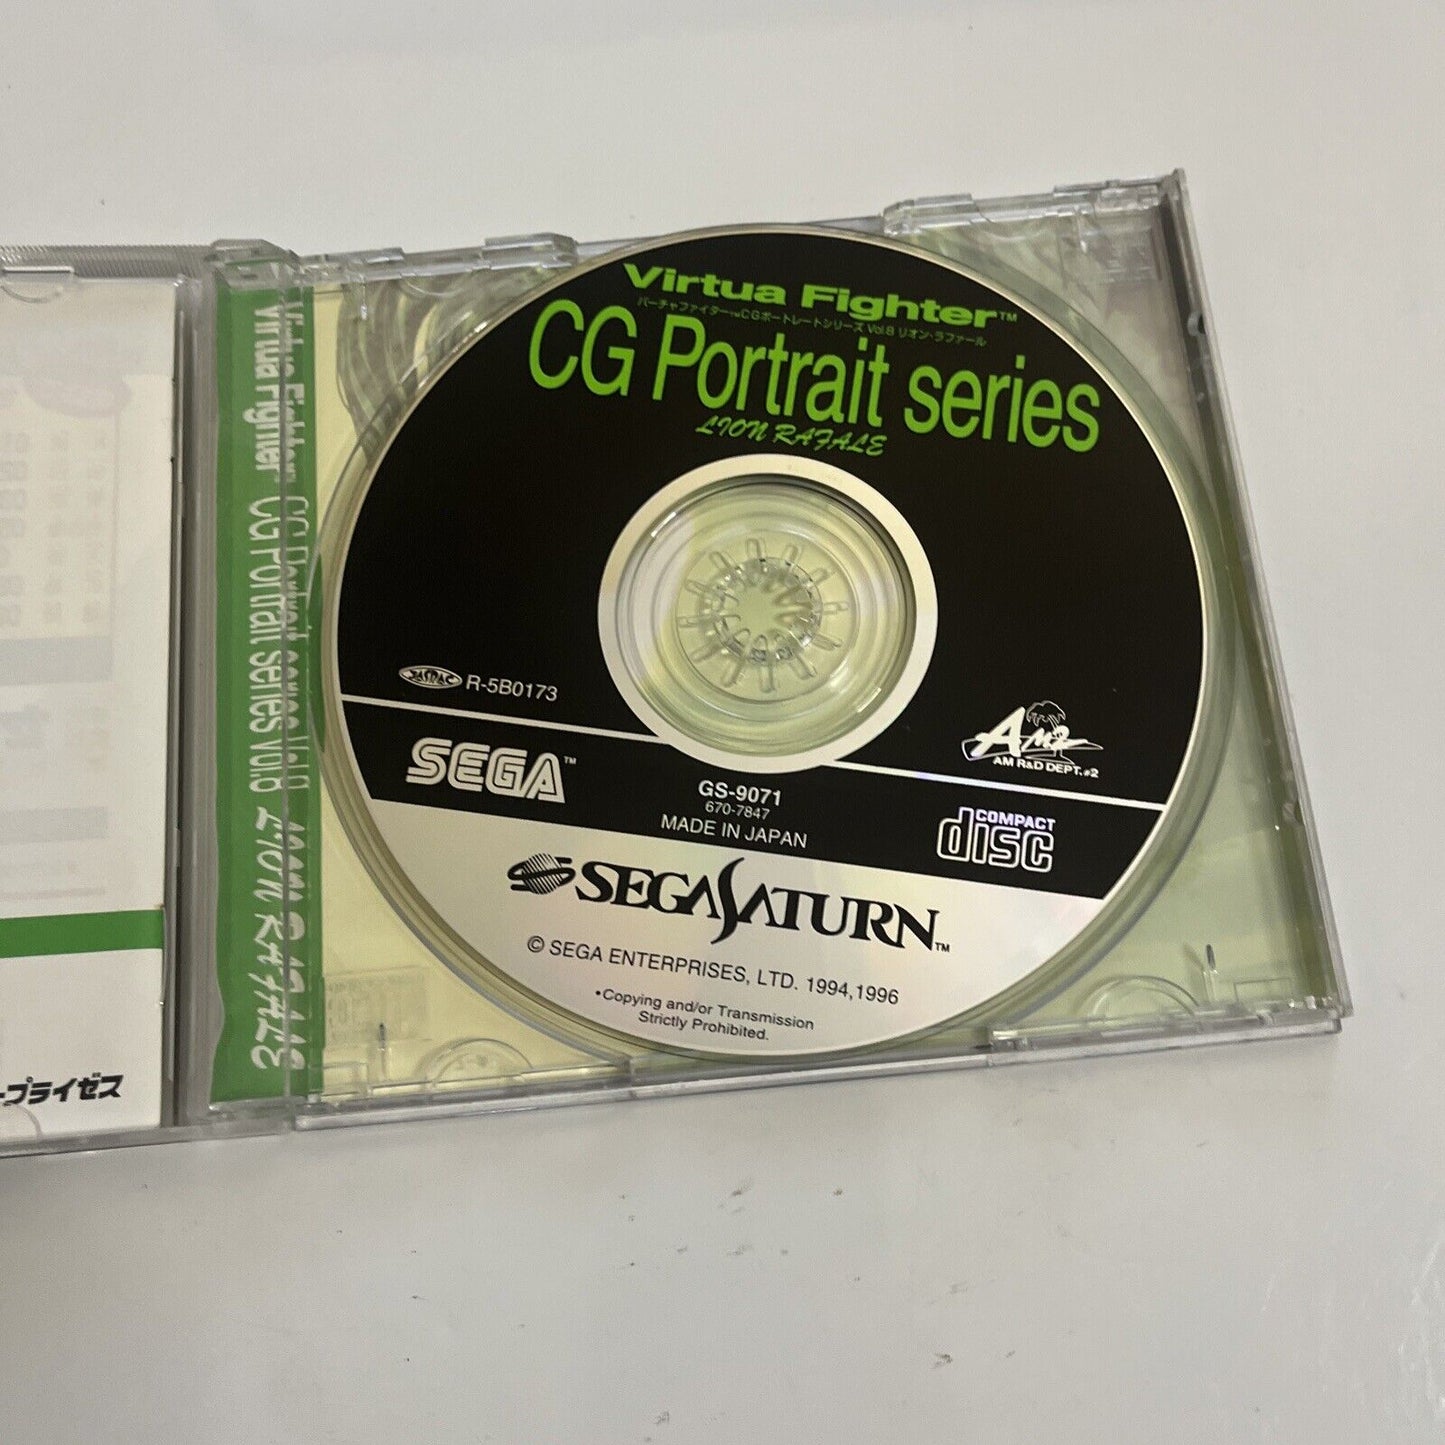 Virtua Fighter™
バーチャファイター™CGポートレートシリーズ Vol.8 リオン・ラファール
CG Portrait series
LION RAFALE
JASRAC R-5B0173
SEGA™
AM2
AM R&D DEPT.#2
GS-9071
670-7847
MADE IN JAPAN
COMPACT
disc
SEGA SATURN™
© SEGA ENTERPRISES, LTD. 1994,1996
•Copying and/or Transmission
Strictly Prohibited.
Virtua Fighter™ CG Portrait series Vol.8 LION RAFALE
ープライゼス